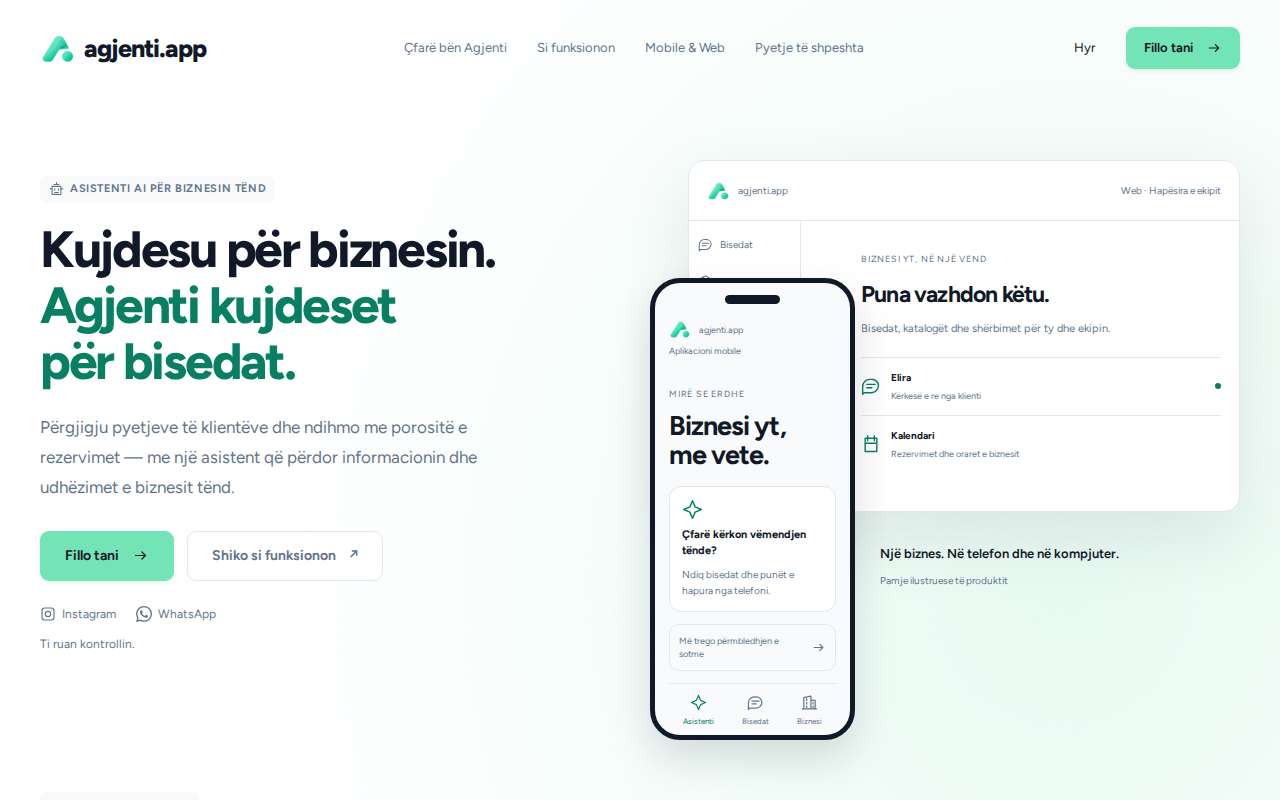 agjenti.app
Çfarë bën Agjenti
Si funksionon
Mobile & Web
Pyetje të shpeshta
Hyr
Fillo tani
ASISTENTI AI PËR BIZNESIN TËND
Kujdesu për biznesin.
Agjenti kujdeset
për bisedat.
Përgjigju pyetjeve të klientëve dhe ndihmo me porositë e
rezervimet — me një asistent që përdor informacionin dhe
udhëzimet e biznesit tënd.
Fillo tani
Shiko si funksionon
Instagram
WhatsApp
Ti ruan kontrollin.
agjenti.app
Web · Hapësira e ekipit
Bisedat
BIZNESI YT, NË NJË VEND
Puna vazhdon këtu.
Bisedat, katalogët dhe shërbimet për ty dhe ekipin.
Elira
Kërkesë e re nga klienti
Kalendari
Rezervimet dhe oraret e biznesit
agjenti.app
Aplikacioni mobile
MIRË SE ERDHE
Biznesi yt,
me vete.
Çfarë kërkon vëmendjen
tënde?
Ndiq bisedat dhe punët e
hapura nga telefoni.
Më trego përmbledhjen e
sotme
Asistenti
Bisedat
Biznesi
Një biznes. Në telefon dhe në kompjuter.
Pamje ilustruese të produktit